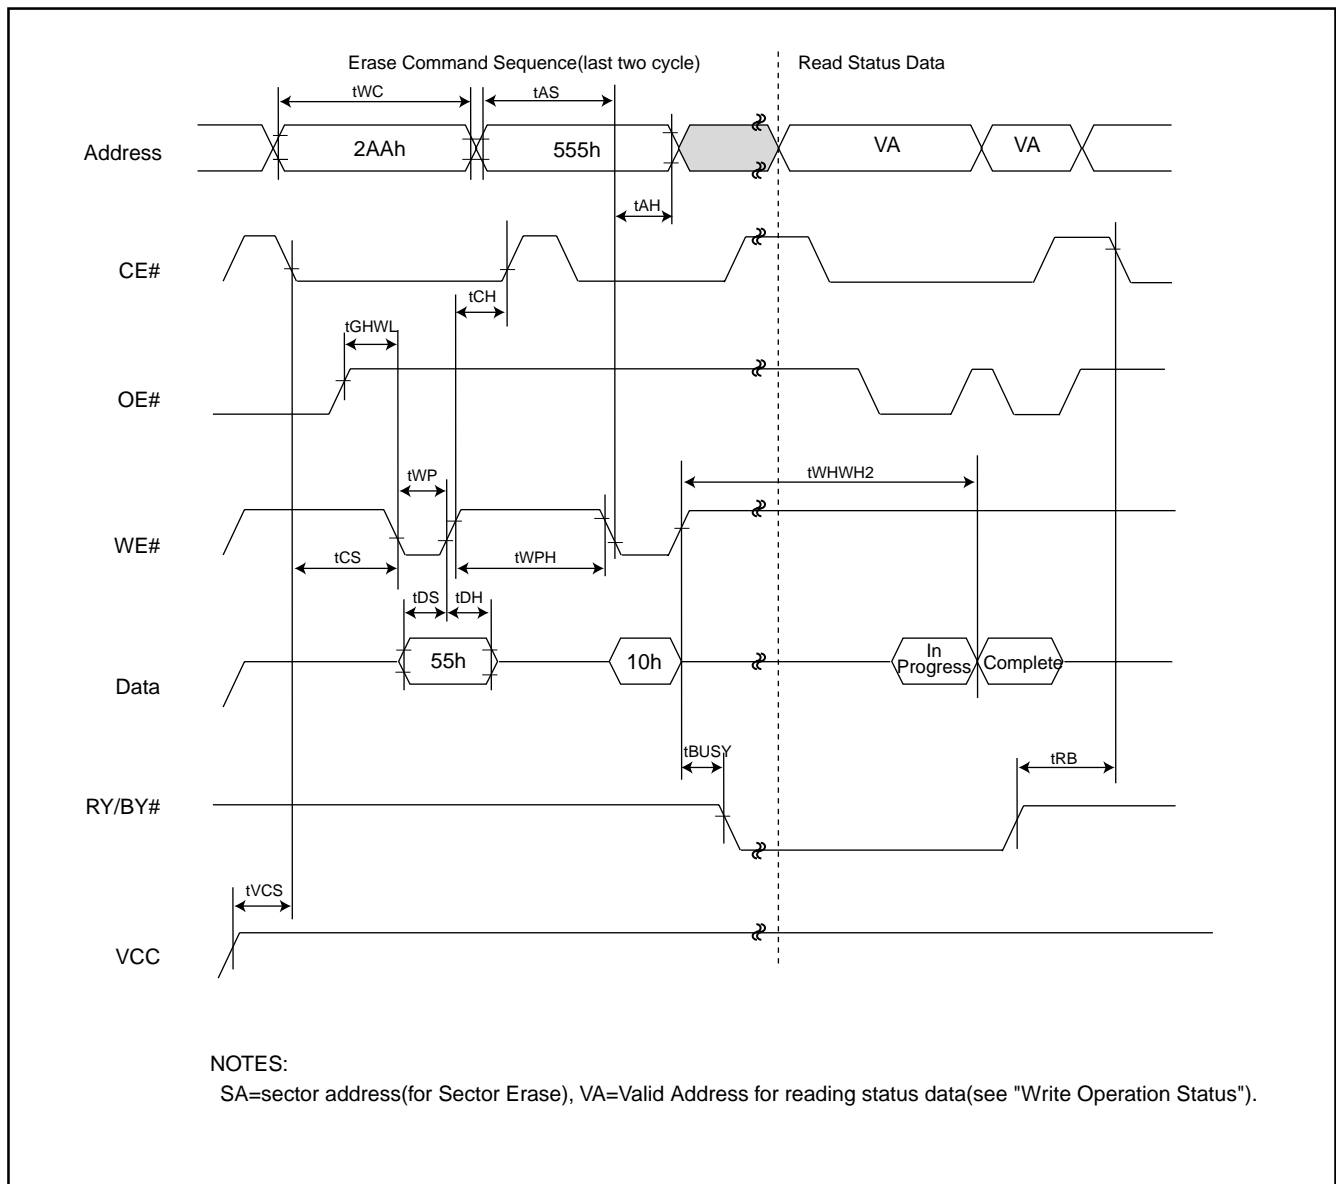 Erase Command Sequence(last two cycle)
Read Status Data
tWC
tAS
Address
2AAh
555h
VA
VA
tAH
CE#
tCH
tGHWL
OE#
tWP
tWHWH2
WE#
tCS
tWPH
tDS
tDH
Data
55h
10h
In
Progress
Complete
tBUSY
tRB
RY/BY#
tVCS
VCC
NOTES:
SA=sector address(for Sector Erase), VA=Valid Address for reading status data(see "Write Operation Status").